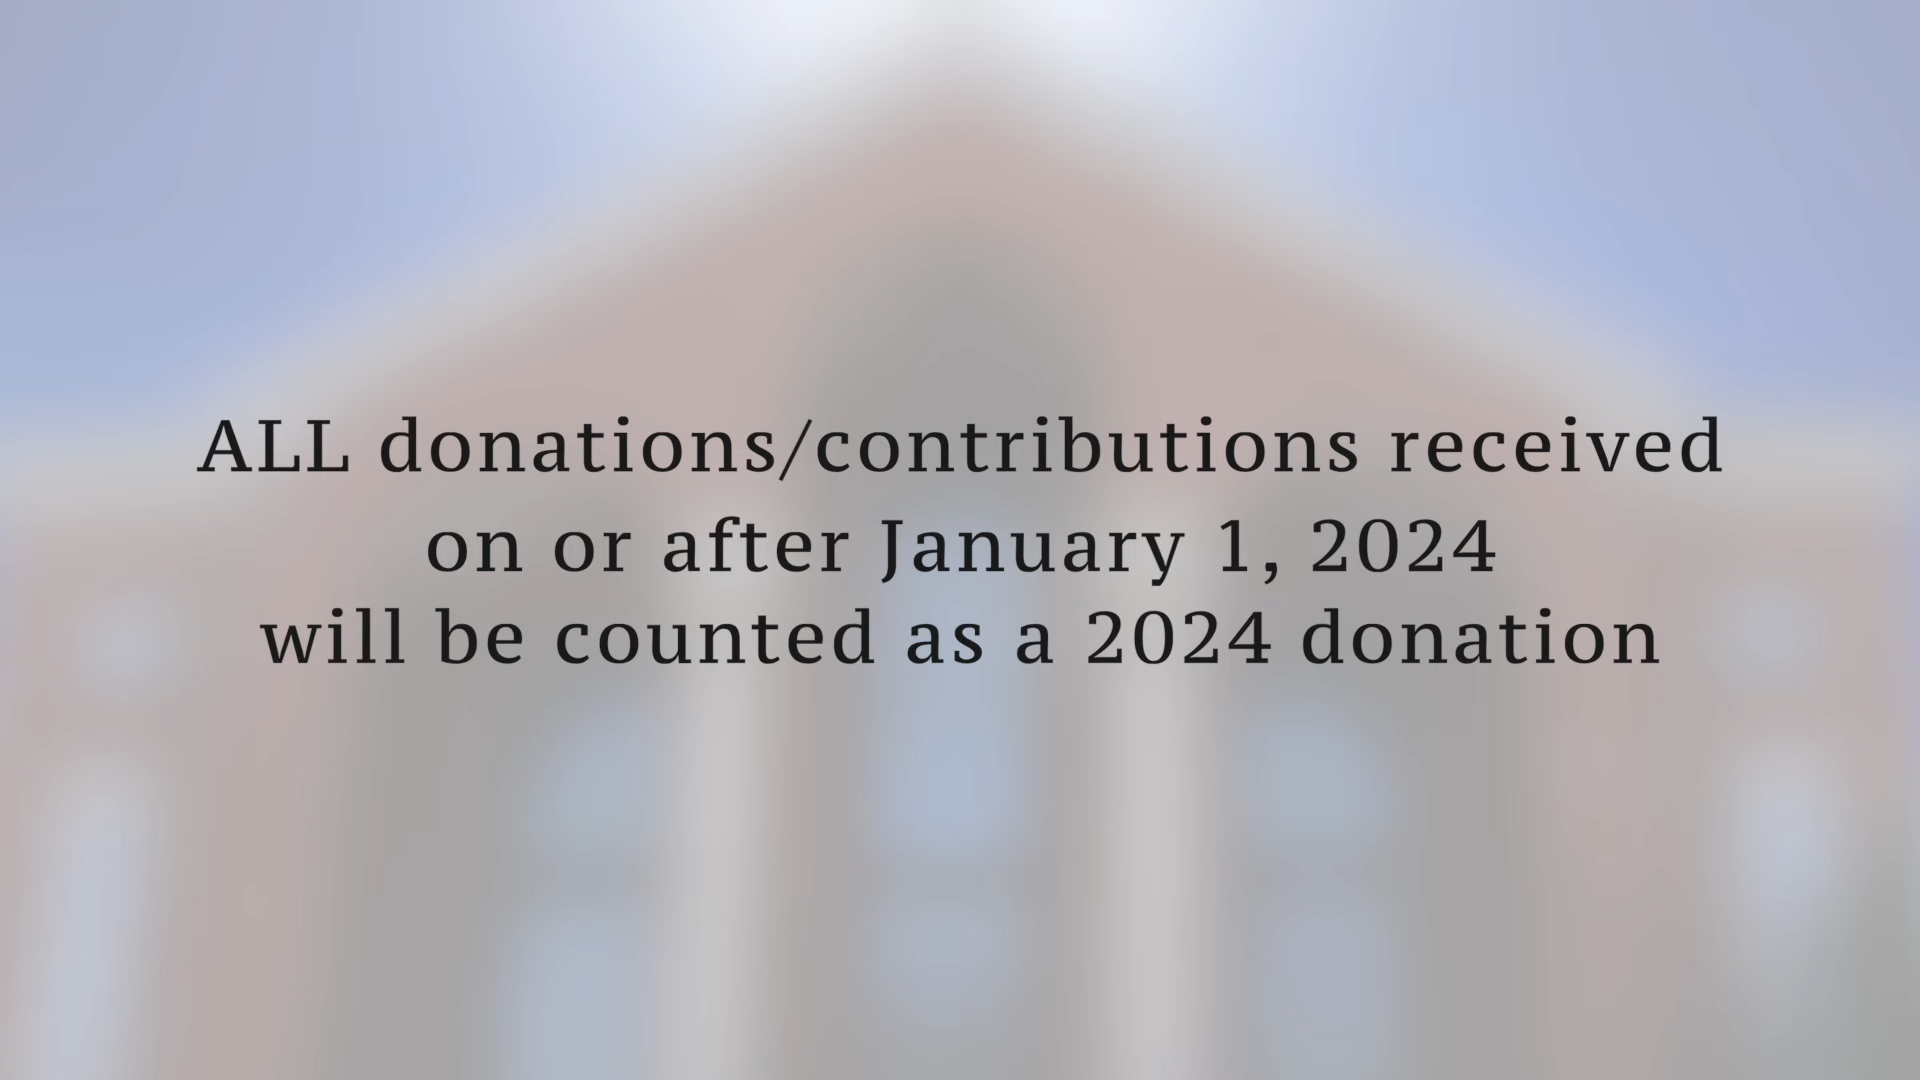 ALL donations/contributions received
on or after January 1, 2024
will be counted as a 2024 donation